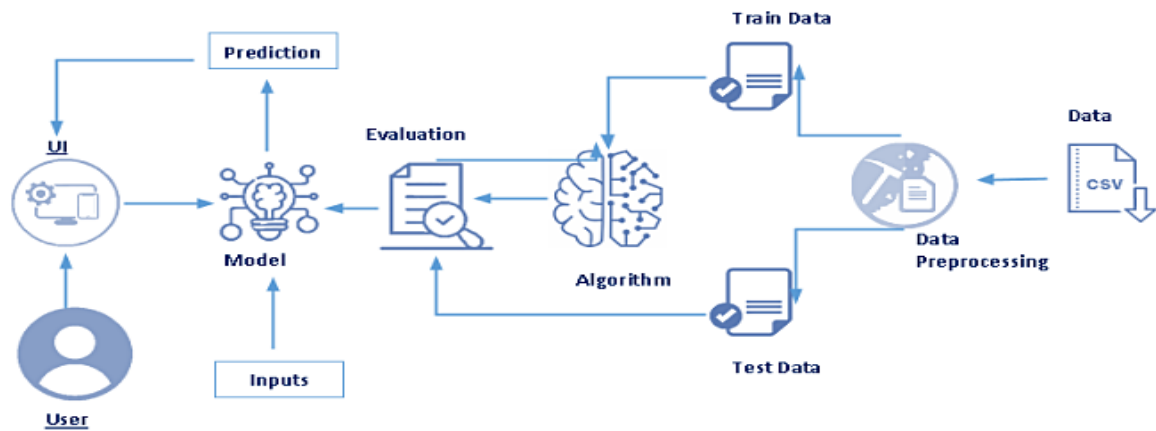 Train Data
Prediction
Data
Evaluation
UI
CSV
Data
Preprocessing
Model
Algorithm
Test Data
Inputs
User